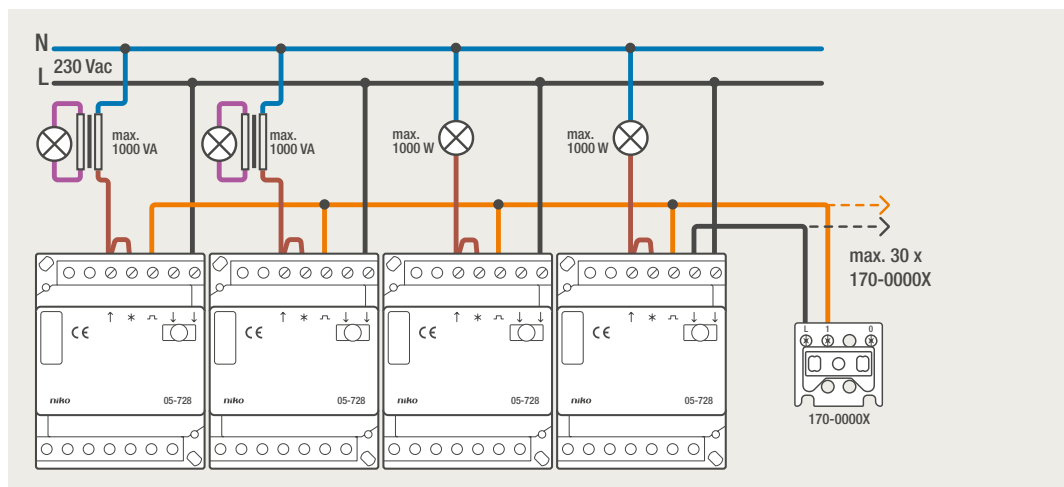 N
230 Vac
L
max.
1000 VA
max.
1000 VA
max.
1000 W
max.
1000 W
max. 30 x
170-0000X
CE
niko
05-728
CE
niko
05-728
CE
niko
05-728
CE
niko
05-728
L 1 0
170-0000X